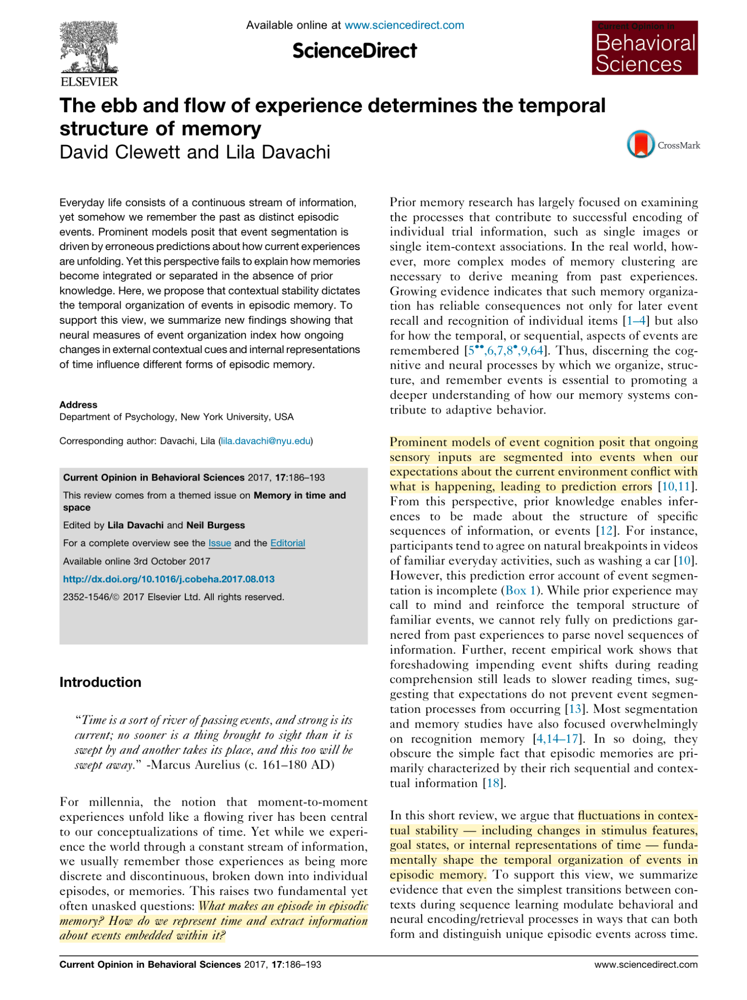 Available online at www.sciencedirect.com
ScienceDirect
ELSEVIER
Current Opinion in
Behavioral
Sciences
The ebb and flow of experience determines the temporal
structure of memory
David Clewett and Lila Davachi
CrossMark
Everyday life consists of a continuous stream of information,
yet somehow we remember the past as distinct episodic
events. Prominent models posit that event segmentation is
driven by erroneous predictions about how current experiences
are unfolding. Yet this perspective fails to explain how memories
become integrated or separated in the absence of prior
knowledge. Here, we propose that contextual stability dictates
the temporal organization of events in episodic memory. To
support this view, we summarize new findings showing that
neural measures of event organization index how ongoing
changes in external contextual cues and internal representations
of time influence different forms of episodic memory.
Address
Department of Psychology, New York University, USA
Corresponding author: Davachi, Lila (lila.davachi@nyu.edu)
Current Opinion in Behavioral Sciences 2017, 17:186–193
This review comes from a themed issue on Memory in time and
space
Edited by Lila Davachi and Neil Burgess
For a complete overview see the Issue and the Editorial
Available online 3rd October 2017
http://dx.doi.org/10.1016/j.cobeha.2017.08.013
2352-1546/© 2017 Elsevier Ltd. All rights reserved.
Introduction
“Time is a sort of river of passing events, and strong is its
current; no sooner is a thing brought to sight than it is
swept by and another takes its place, and this too will be
swept away.” -Marcus Aurelius (c. 161–180 AD)
For millennia, the notion that moment-to-moment
experiences unfold like a flowing river has been central
to our conceptualizations of time. Yet while we experi-
ence the world through a constant stream of information,
we usually remember those experiences as being more
discrete and discontinuous, broken down into individual
episodes, or memories. This raises two fundamental yet
often unasked questions: What makes an episode in episodic
memory? How do we represent time and extract information
about events embedded within it?
Prior memory research has largely focused on examining
the processes that contribute to successful encoding of
individual trial information, such as single images or
single item-context associations. In the real world, how-
ever, more complex modes of memory clustering are
necessary to derive meaning from past experiences.
Growing evidence indicates that such memory organiza-
tion has reliable consequences not only for later event
recall and recognition of individual items [1–4] but also
for how the temporal, or sequential, aspects of events are
remembered [5••,6,7,8•,9,64]. Thus, discerning the cog-
nitive and neural processes by which we organize, struc-
ture, and remember events is essential to promoting a
deeper understanding of how our memory systems con-
tribute to adaptive behavior.
Prominent models of event cognition posit that ongoing
sensory inputs are segmented into events when our
expectations about the current environment conflict with
what is happening, leading to prediction errors [10,11].
From this perspective, prior knowledge enables infer-
ences to be made about the structure of specific
sequences of information, or events [12]. For instance,
participants tend to agree on natural breakpoints in videos
of familiar everyday activities, such as washing a car [10].
However, this prediction error account of event segmen-
tation is incomplete (Box 1). While prior experience may
call to mind and reinforce the temporal structure of
familiar events, we cannot rely fully on predictions gar-
nered from past experiences to parse novel sequences of
information. Further, recent empirical work shows that
foreshadowing impending event shifts during reading
comprehension still leads to slower reading times, sug-
gesting that expectations do not prevent event segmen-
tation processes from occurring [13]. Most segmentation
and memory studies have also focused overwhelmingly
on recognition memory [4,14–17]. In so doing, they
obscure the simple fact that episodic memories are pri-
marily characterized by their rich sequential and contex-
tual information [18].
In this short review, we argue that fluctuations in contex-
tual stability — including changes in stimulus features,
goal states, or internal representations of time — funda-
mentally shape the temporal organization of events in
episodic memory. To support this view, we summarize
evidence that even the simplest transitions between con-
texts during sequence learning modulate behavioral and
neural encoding/retrieval processes in ways that can both
form and distinguish unique episodic events across time.
Current Opinion in Behavioral Sciences 2017, 17:186–193
www.sciencedirect.com